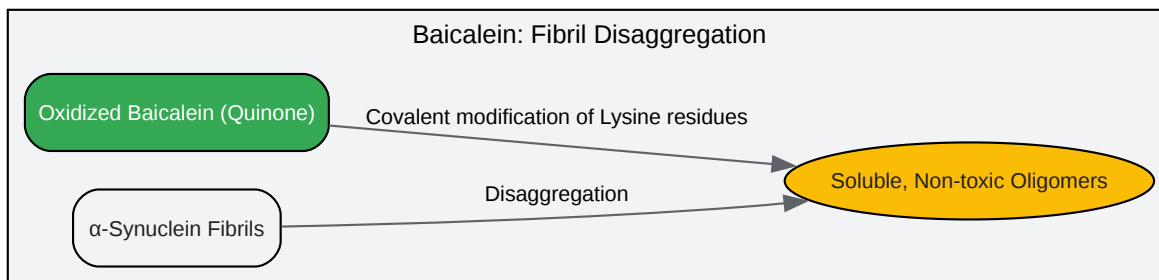 Baicalein: Fibril Disaggregation
Oxidized Baicalein (Quinone)
Covalent modification of Lysine residues
Soluble, Non-toxic Oligomers
Disaggregation
α-Synuclein Fibrils